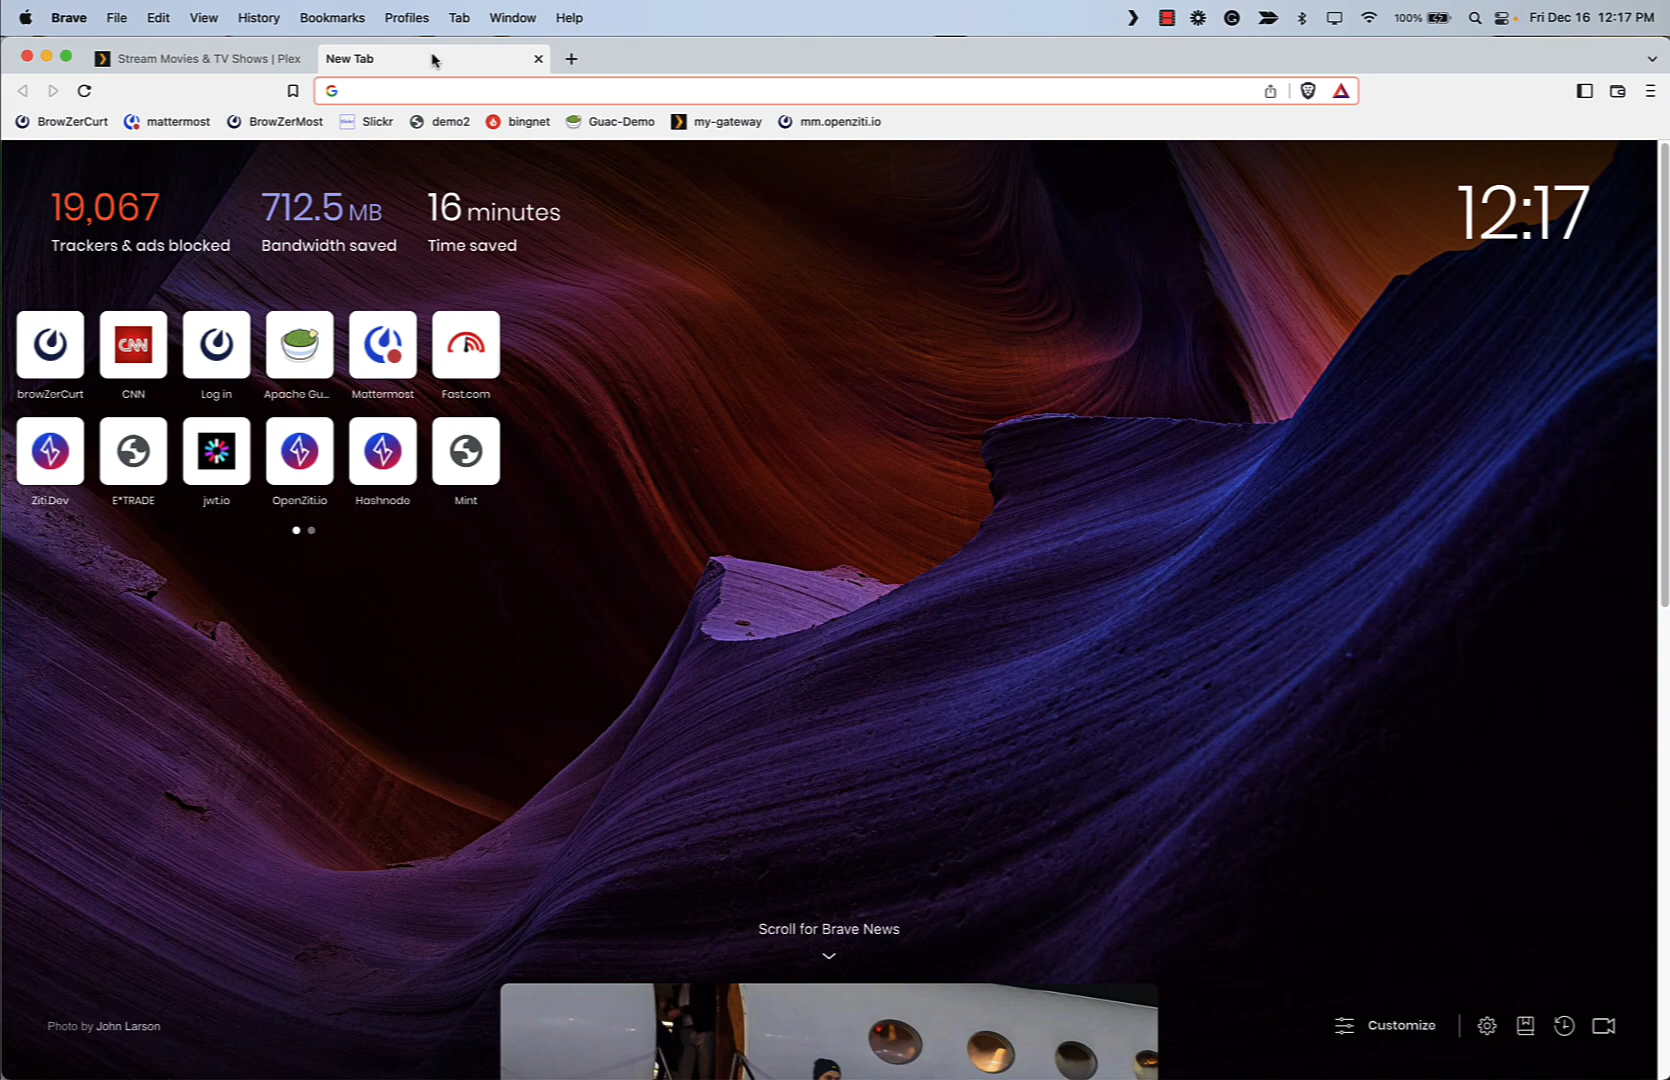 Brave File Edit View History Bookmarks Profiles Tab Window Help 100% Fri Dec 16 12:17 PM
Stream Movies & TV Shows | Plex New Tab
BrowZerCurt mattermost BrowZerMost Slickr demo2 bingnet Guac-Demo my-gateway mm.openziti.io
19,067 712.5 MB 16 minutes 12:17
Trackers & ads blocked Bandwidth saved Time saved
CNN
browZerCurt CNN Log in Apache Gu... Mattermost Fast.com
Ziti.Dev E*TRADE jwt.io OpenZiti.io Hashnode Mint
Scroll for Brave News
Photo by John Larson Customize